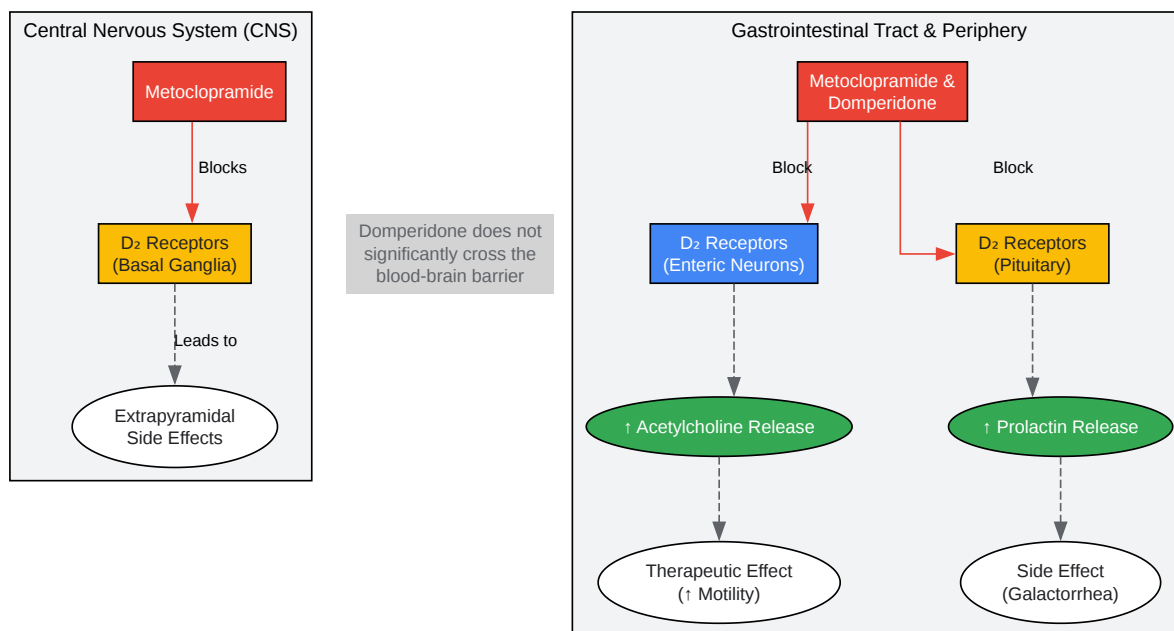 Central Nervous System (CNS)
Metoclopramide
Blocks
D₂ Receptors
(Basal Ganglia)
Leads to
Extrapyramidal
Side Effects
Domperidone does not
significantly cross the
blood-brain barrier
Gastrointestinal Tract & Periphery
Metoclopramide &
Domperidone
Block
Block
D₂ Receptors
(Enteric Neurons)
D₂ Receptors
(Pituitary)
↑ Acetylcholine Release
↑ Prolactin Release
Therapeutic Effect
(↑ Motility)
Side Effect
(Galactorrhea)